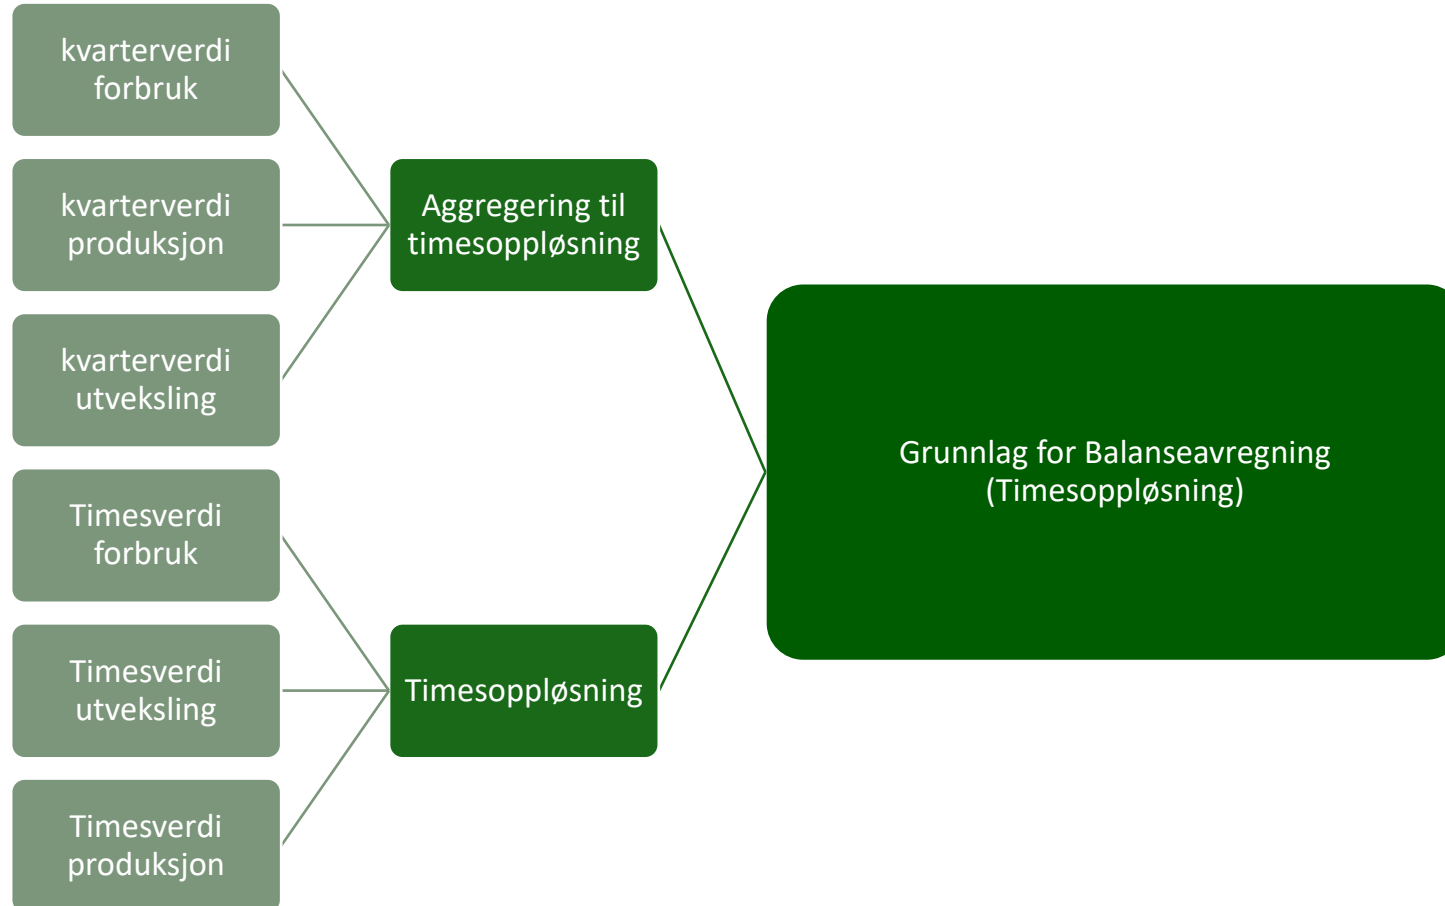 kvarterverdi
forbruk
kvarterverdi
produksjon
kvarterverdi
utveksling
Timesverdi
forbruk
Timesverdi
utveksling
Timesverdi
produksjon
Aggregering til
timesoppløsning
Timesoppløsning
Grunnlag for Balanseavregning
(Timesoppløsning)